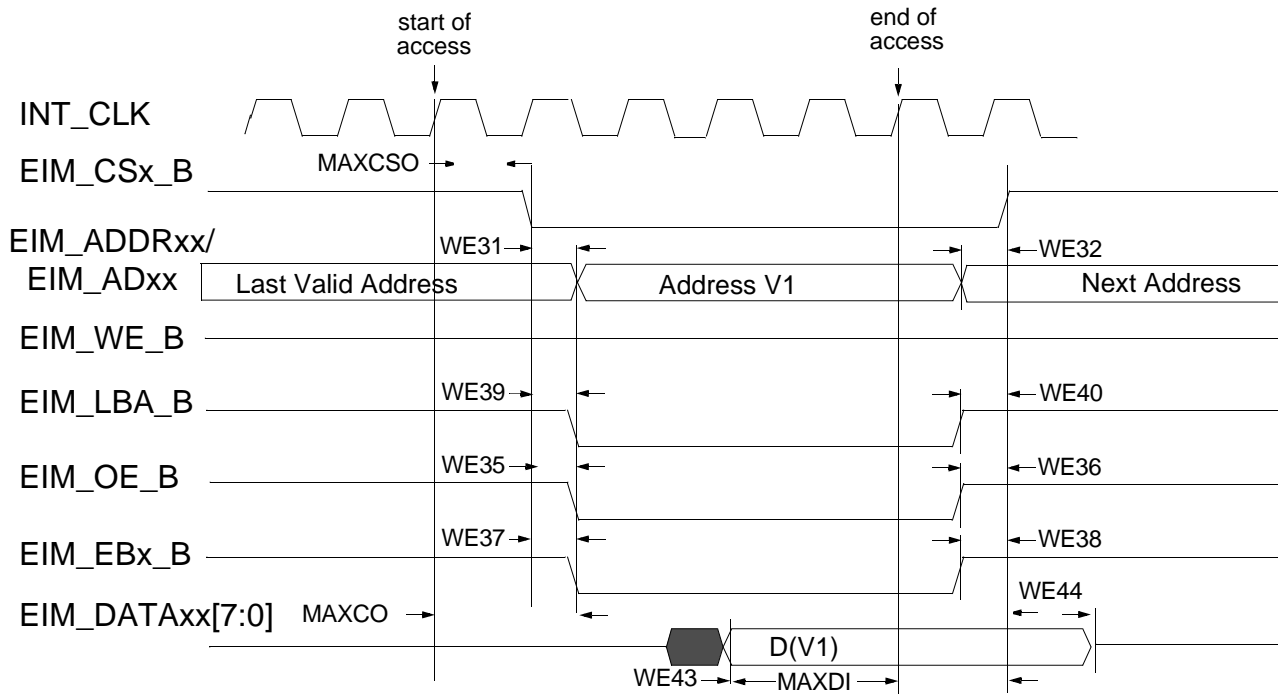 start of
access
end of
access
INT_CLK
MAXCSO
EIM_CSx_B
EIM_ADDRxx/
EIM_ADxx
WE31
WE32
Last Valid Address
Address V1
Next Address
EIM_WE_B
WE39
WE40
EIM_LBA_B
WE35
WE36
EIM_OE_B
WE37
WE38
EIM_EBx_B
WE44
EIM_DATAxx[7:0]
MAXCO
D(V1)
WE43
MAXDI